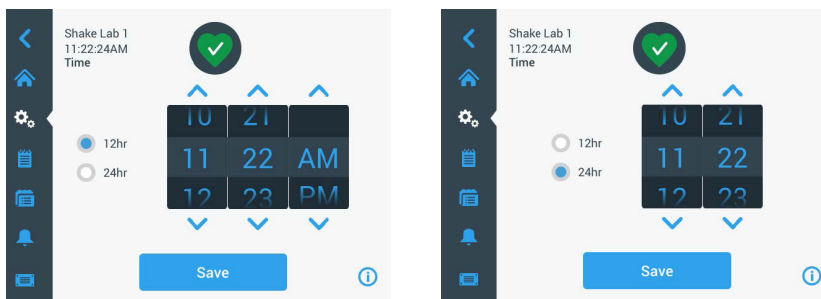 Shake Lab 1
11:22:24AM
Time
12hr
24hr
10 21
11 22 AM
12 23 PM
Save
Shake Lab 1
11:22:24AM
Time
12hr
24hr
10 21
11 22
12 23
Save